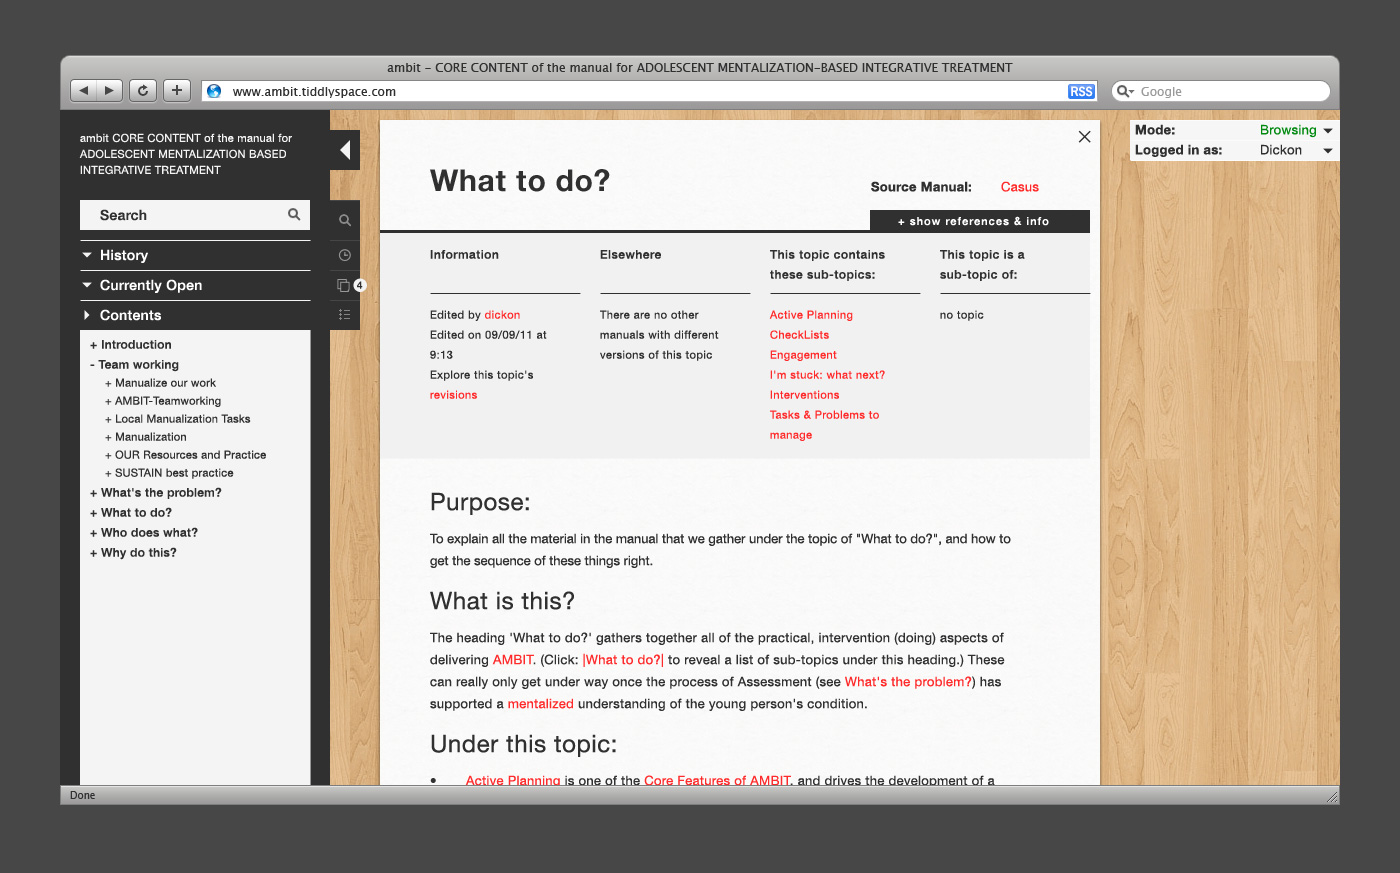 ambit – CORE CONTENT of the manual for ADOLESCENT MENTALIZATION-BASED INTEGRATIVE TREATMENT
www.ambit.tiddlyspace.com
RSS
Google
ambit CORE CONTENT of the manual for
ADOLESCENT MENTALIZATION BASED
INTEGRATIVE TREATMENT
Search
History
Currently Open
4
Contents
+ Introduction
- Team working
+ Manualize our work
+ AMBIT-Teamworking
+ Local Manualization Tasks
+ Manualization
+ OUR Resources and Practice
+ SUSTAIN best practice
+ What's the problem?
+ What to do?
+ Who does what?
+ Why do this?
Mode: Browsing
Logged in as: Dickon
What to do?
Source Manual: Casus
+ show references & info
Information
Edited by dickon
Edited on 09/09/11 at
9:13
Explore this topic's
revisions
Elsewhere
There are no other
manuals with different
versions of this topic
This topic contains
these sub-topics:
Active Planning
CheckLists
Engagement
I'm stuck: what next?
Interventions
Tasks & Problems to
manage
This topic is a
sub-topic of:
no topic
Purpose:
To explain all the material in the manual that we gather under the topic of "What to do?", and how to
get the sequence of these things right.
What is this?
The heading 'What to do?' gathers together all of the practical, intervention (doing) aspects of
delivering AMBIT. (Click: |What to do?| to reveal a list of sub-topics under this heading.) These
can really only get under way once the process of Assessment (see What's the problem?) has
supported a mentalized understanding of the young person's condition.
Under this topic:
• Active Planning is one of the Core Features of AMBIT, and drives the development of a
Done